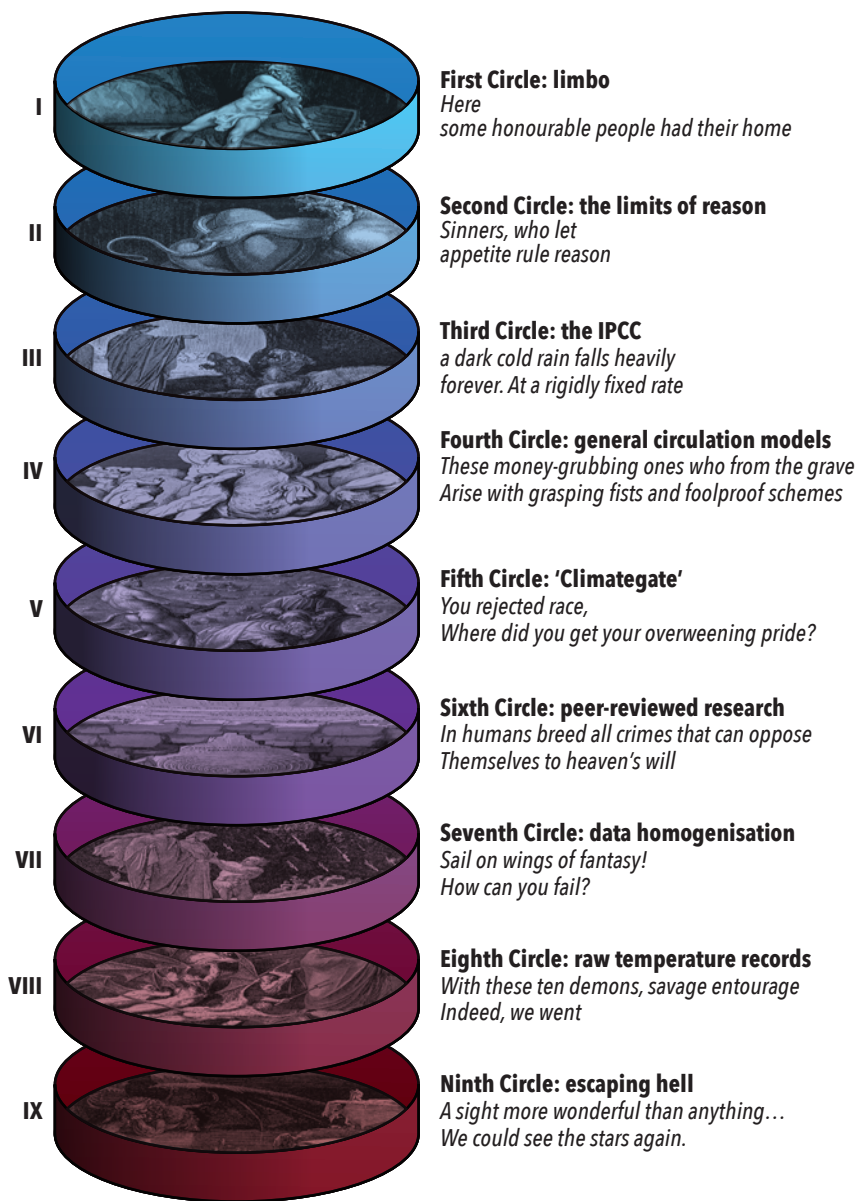 I
First Circle: limbo
Here
some honourable people had their home
II
Second Circle: the limits of reason
Sinners, who let
appetite rule reason
III
Third Circle: the IPCC
a dark cold rain falls heavily
forever. At a rigidly fixed rate
IV
Fourth Circle: general circulation models
These money-grubbing ones who from the grave
Arise with grasping fists and foolproof schemes
V
Fifth Circle: ‘Climategate’
You rejected race,
Where did you get your overweening pride?
VI
Sixth Circle: peer-reviewed research
In humans breed all crimes that can oppose
Themselves to heaven’s will
VII
Seventh Circle: data homogenisation
Sail on wings of fantasy!
How can you fail?
VIII
Eighth Circle: raw temperature records
With these ten demons, savage entourage
Indeed, we went
IX
Ninth Circle: escaping hell
A sight more wonderful than anything…
We could see the stars again.